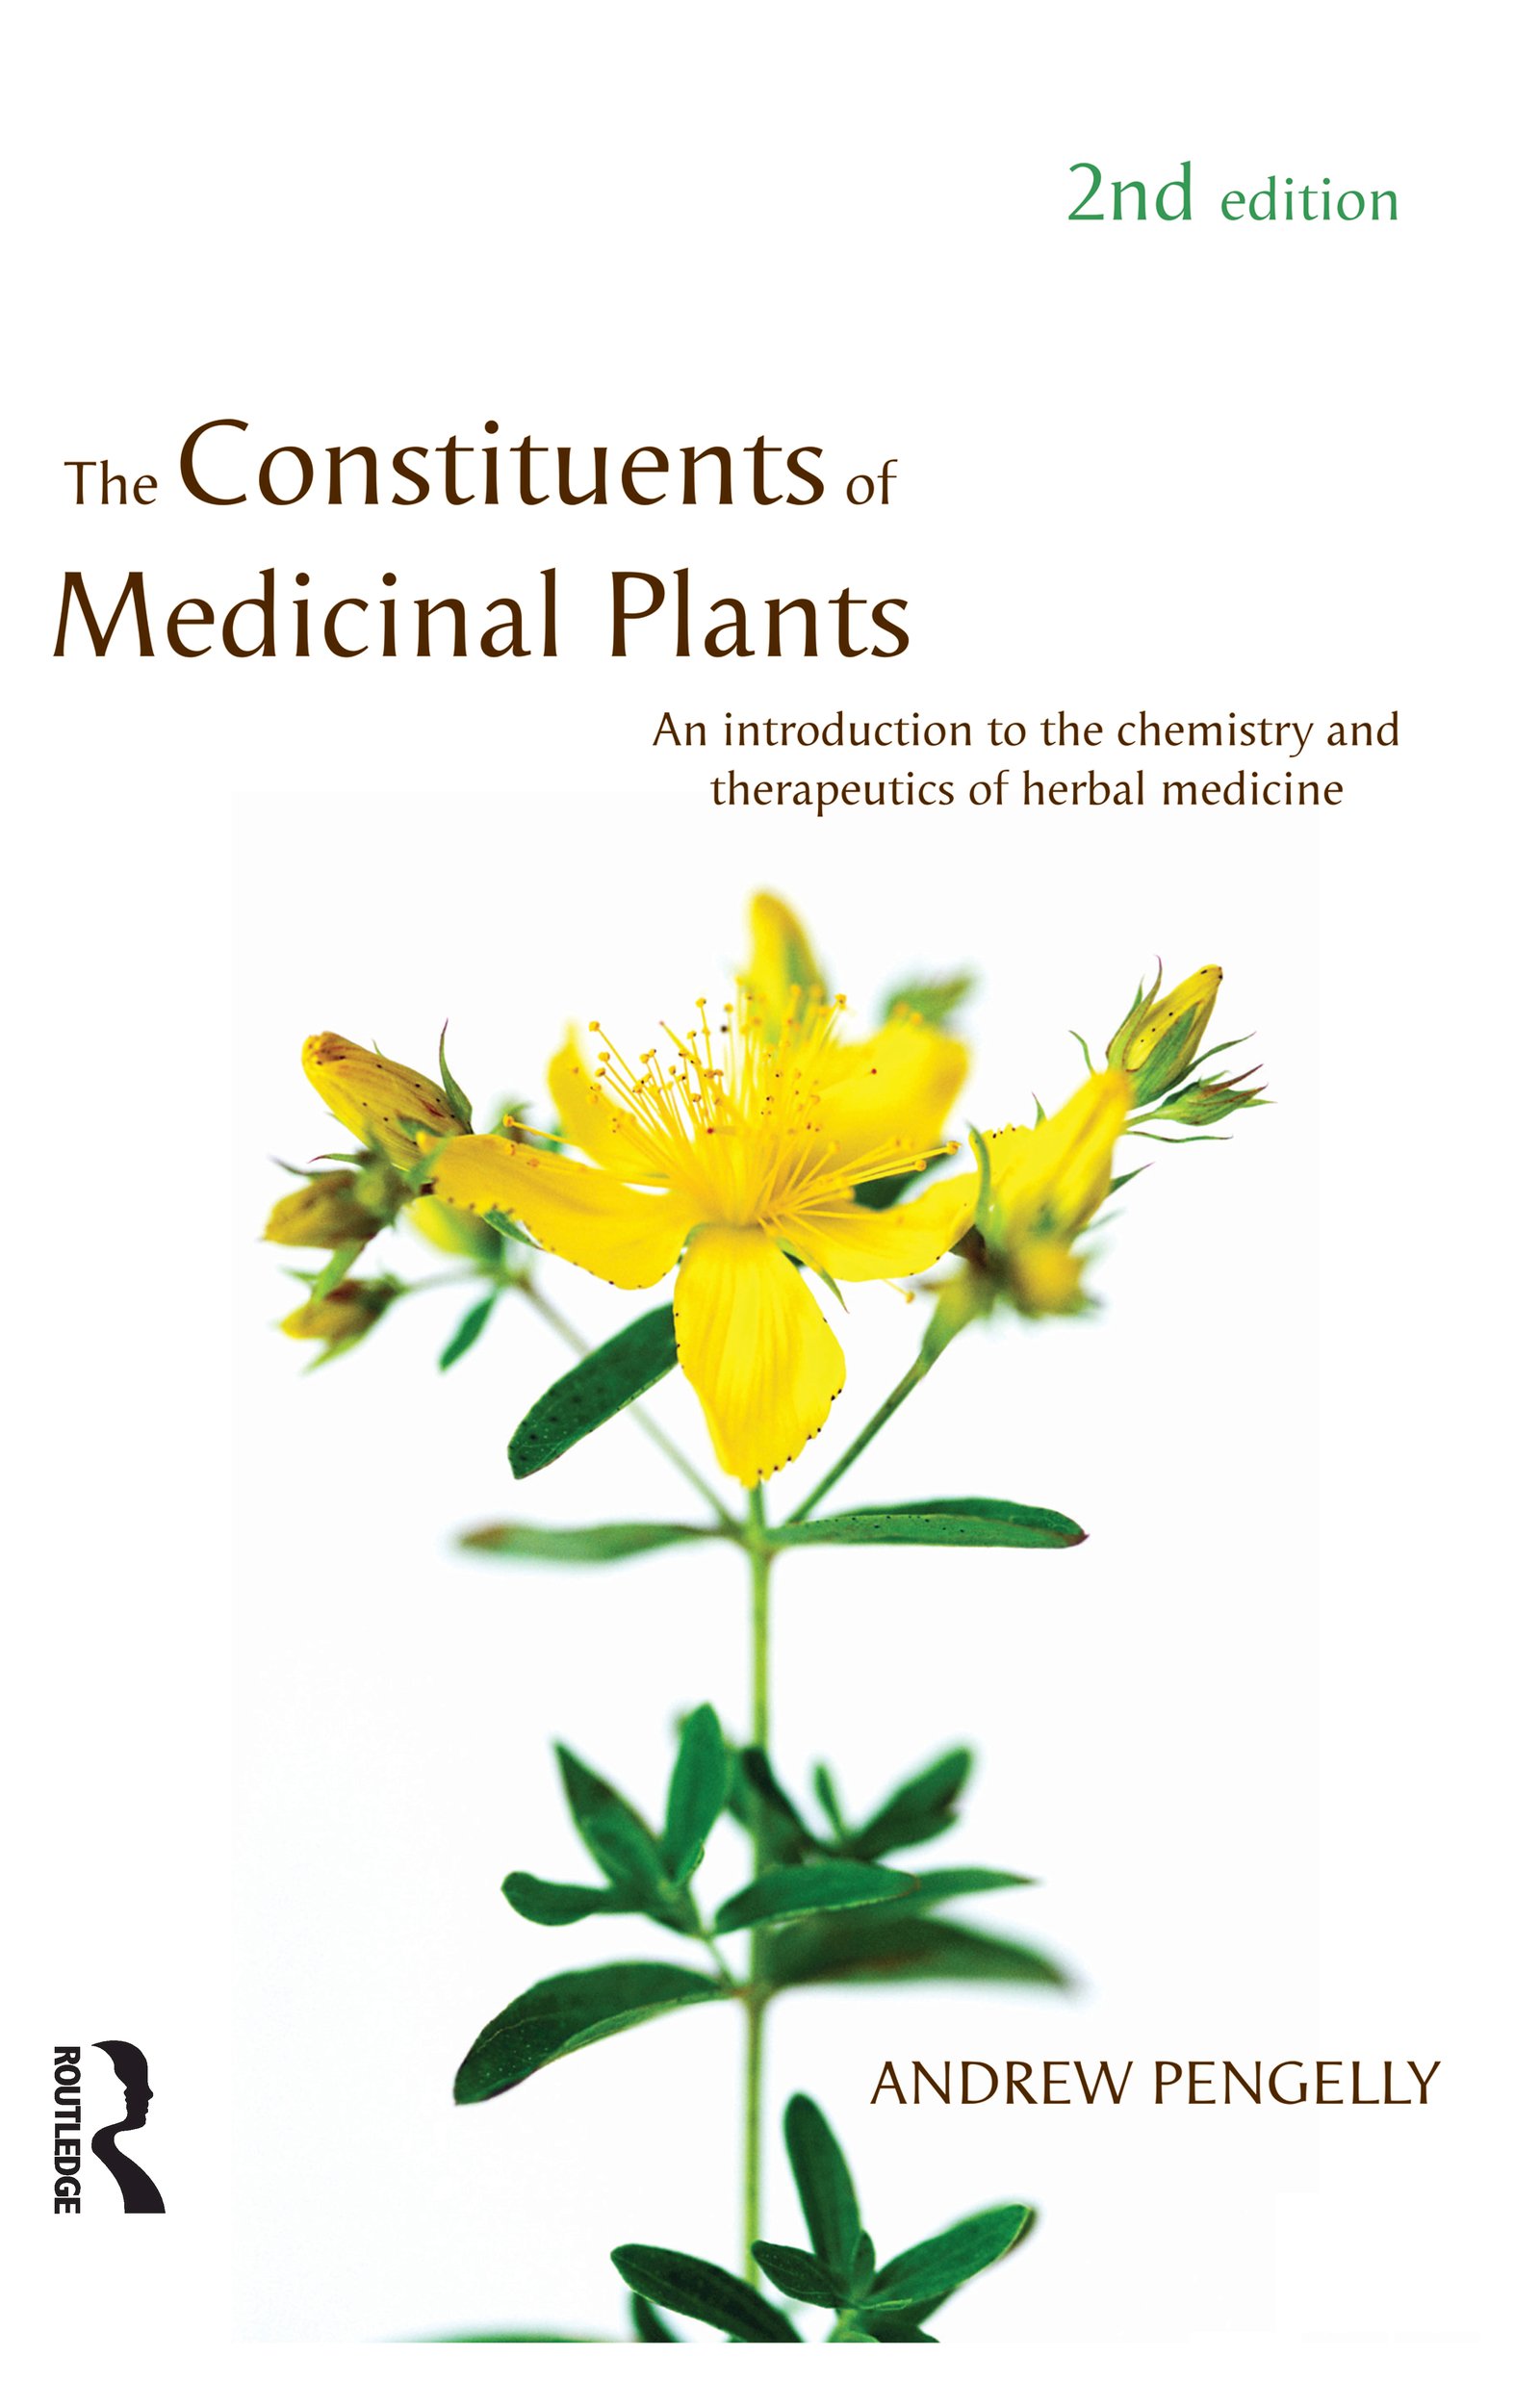 2nd edition
The Constituents of
Medicinal Plants
An introduction to the chemistry and
therapeutics of herbal medicine
ANDREW PENGELLY
ROUTLEDGE